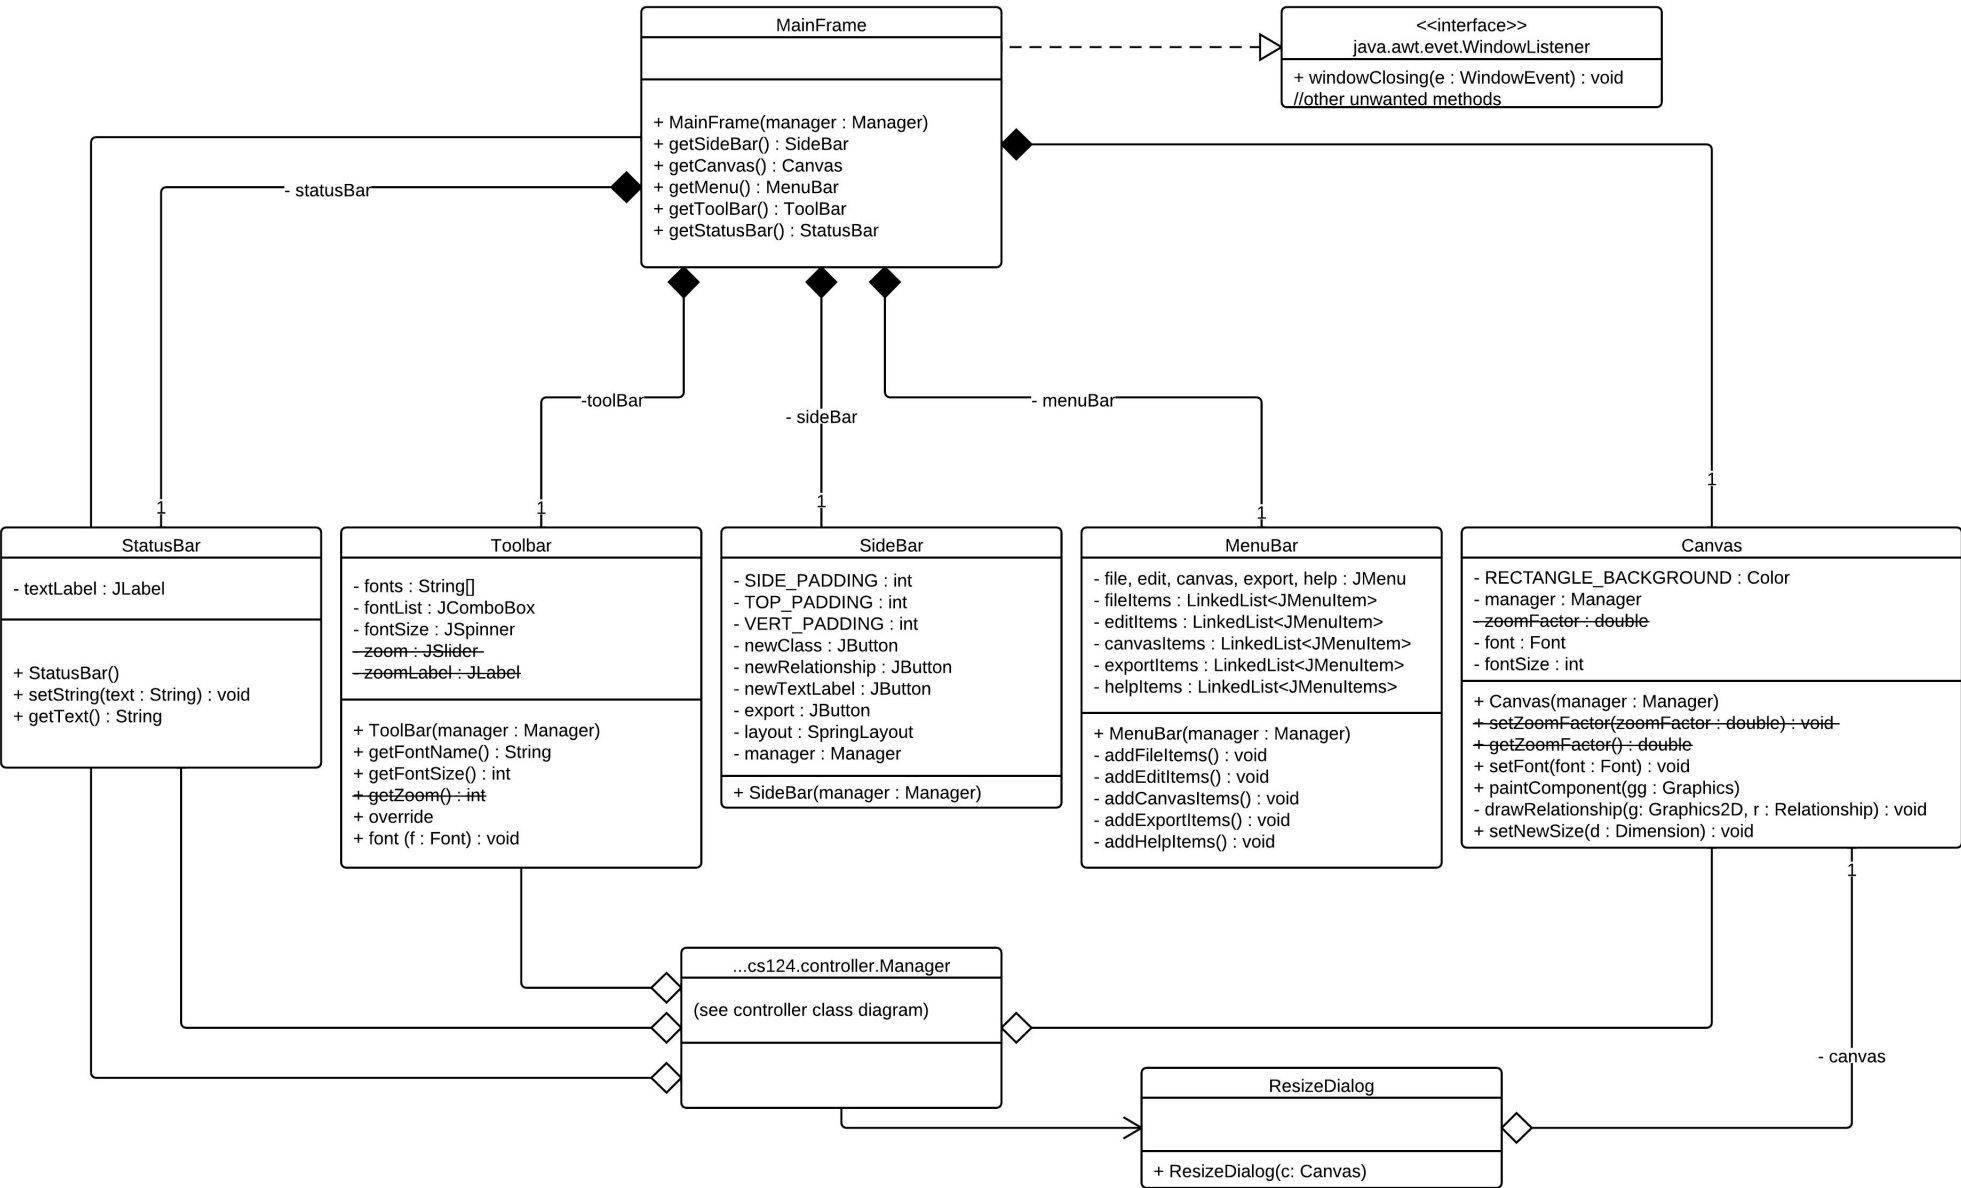 MainFrame
+ MainFrame(manager : Manager)
+ getSideBar() : SideBar
+ getCanvas() : Canvas
+ getMenu() : MenuBar
+ getToolBar() : ToolBar
+ getStatusBar() : StatusBar
<<interface>>
java.awt.evet.WindowListener
+ windowClosing(e : WindowEvent) : void
//other unwanted methods
- statusBar
-toolBar
- sideBar
- menuBar
1
1
1
1
1
StatusBar
- textLabel : JLabel
+ StatusBar()
+ setString(text : String) : void
+ getText() : String
Toolbar
- fonts : String[]
- fontList : JComboBox
- fontSize : JSpinner
- zoom : JSlider
- zoomLabel : JLabel
+ ToolBar(manager : Manager)
+ getFontName() : String
+ getFontSize() : int
+ getZoom() : int
+ override
+ font (f : Font) : void
SideBar
- SIDE_PADDING : int
- TOP_PADDING : int
- VERT_PADDING : int
- newClass : JButton
- newRelationship : JButton
- newTextLabel : JButton
- export : JButton
- layout : SpringLayout
- manager : Manager
+ SideBar(manager : Manager)
MenuBar
- file, edit, canvas, export, help : JMenu
- fileItems : LinkedList<JMenuItem>
- editItems : LinkedList<JMenuItem>
- canvasItems : LinkedList<JMenuItem>
- exportItems : LinkedList<JMenuItem>
- helpItems : LinkedList<JMenuItems>
+ MenuBar(manager : Manager)
- addFileItems() : void
- addEditItems() : void
- addCanvasItems() : void
- addExportItems() : void
- addHelpItems() : void
Canvas
- RECTANGLE_BACKGROUND : Color
- manager : Manager
- zoomFactor : double
- font : Font
- fontSize : int
+ Canvas(manager : Manager)
+ setZoomFactor(zoomFactor : double) : void
+ getZoomFactor() : double
+ setFont(font : Font) : void
+ paintComponent(gg : Graphics)
- drawRelationship(g: Graphics2D, r : Relationship) : void
+ setNewSize(d : Dimension) : void
1
- canvas
...cs124.controller.Manager
(see controller class diagram)
ResizeDialog
+ ResizeDialog(c: Canvas)